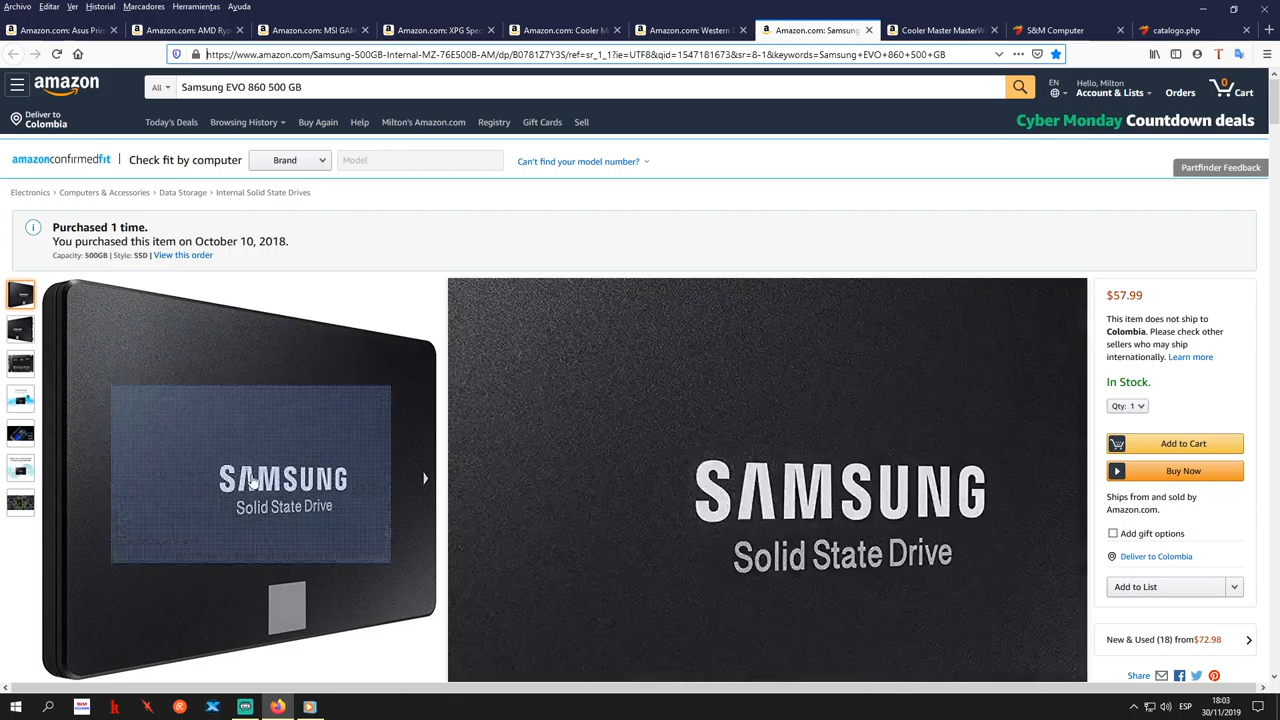 Archivo Editar Ver Historial Marcadores Herramientas Ayuda
Amazon.com: Asus Prim
Amazon.com: AMD Ryz
Amazon.com: MSI GAM
Amazon.com: XPG Spec
Amazon.com: Cooler M
Amazon.com: Western D
Amazon.com: Samsung
Cooler Master MasterWa
S&M Computer
catalogo.php
https://www.amazon.com/Samsung-500GB-Internal-MZ-76E500B-AM/dp/B0781Z7Y3S/ref=sr_1_1?ie=UTF8&qid=1547181673&sr=8-1&keywords=Samsung+EVO+860+500+GB
amazon
All
Samsung EVO 860 500 GB
EN
Hello, Milton
Account & Lists
Orders
0
Cart
Deliver to
Colombia
Today's Deals Browsing History Buy Again Help Milton's Amazon.com Registry Gift Cards Sell
Cyber Monday Countdown deals
amazonconfirmedfit
Check fit by computer
Brand
Model
Can't find your model number?
Partfinder Feedback
Electronics › Computers & Accessories › Data Storage › Internal Solid State Drives
Purchased 1 time.
You purchased this item on October 10, 2018.
Capacity: 500GB | Style: SSD | View this order
SAMSUNG
Solid State Drive
SAMSUNG
Solid State Drive
$57.99
This item does not ship to
Colombia. Please check other
sellers who may ship
internationally. Learn more
In Stock.
Qty: 1
Add to Cart
Buy Now
Ships from and sold by
Amazon.com.
Add gift options
Deliver to Colombia
Add to List
New & Used (18) from $72.98
Share
ESP
18:03
30/11/2019